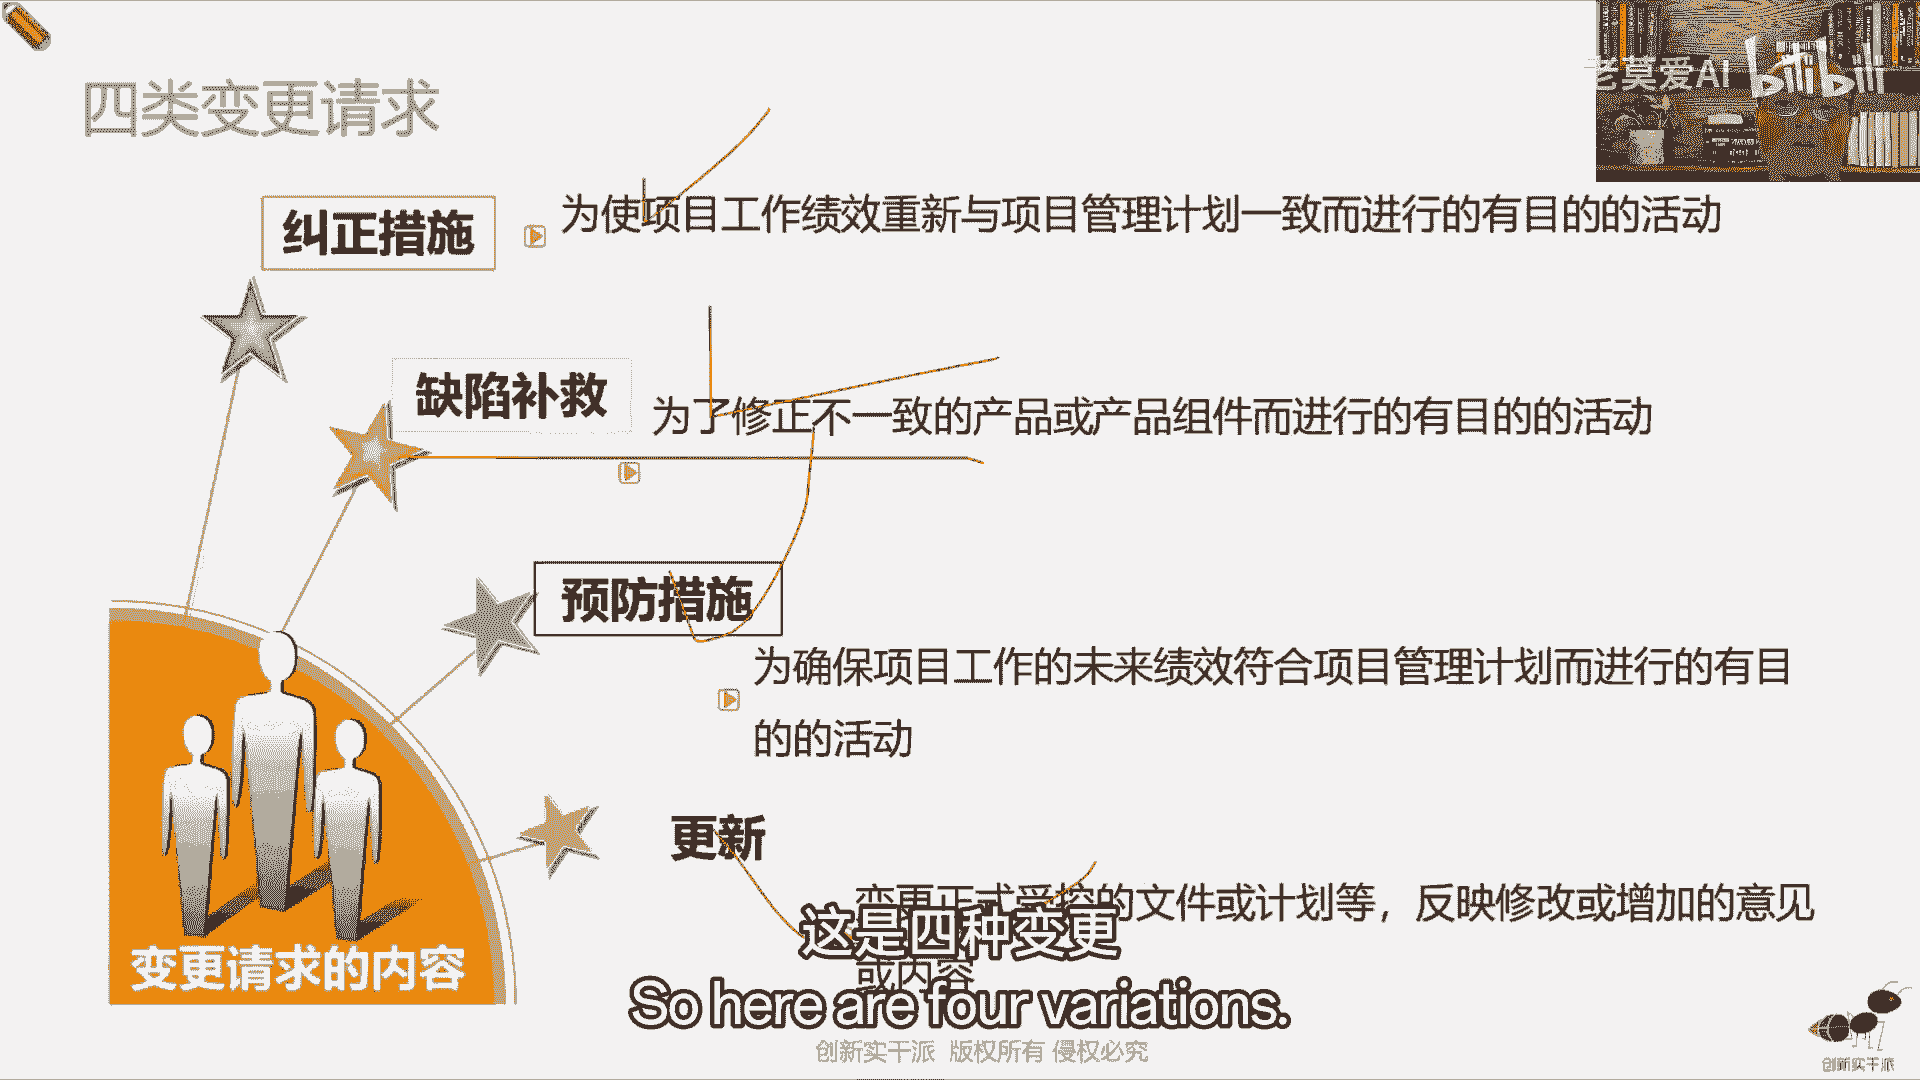 四类变更请求
老莫爱AI bilibili
纠正措施
为使项目工作绩效重新与项目管理计划一致而进行的有目的的活动
缺陷补救
为了修正不一致的产品或产品组件而进行的有目的的活动
预防措施
为确保项目工作的未来绩效符合项目管理计划而进行的有目
的的活动
更新
变更正式受控的文件或计划等，反映修改或增加的意见
或内容
变更请求的内容
这是四种变更
So here are four variations.
创新实干派 版权所有 侵权必究
创新实干派